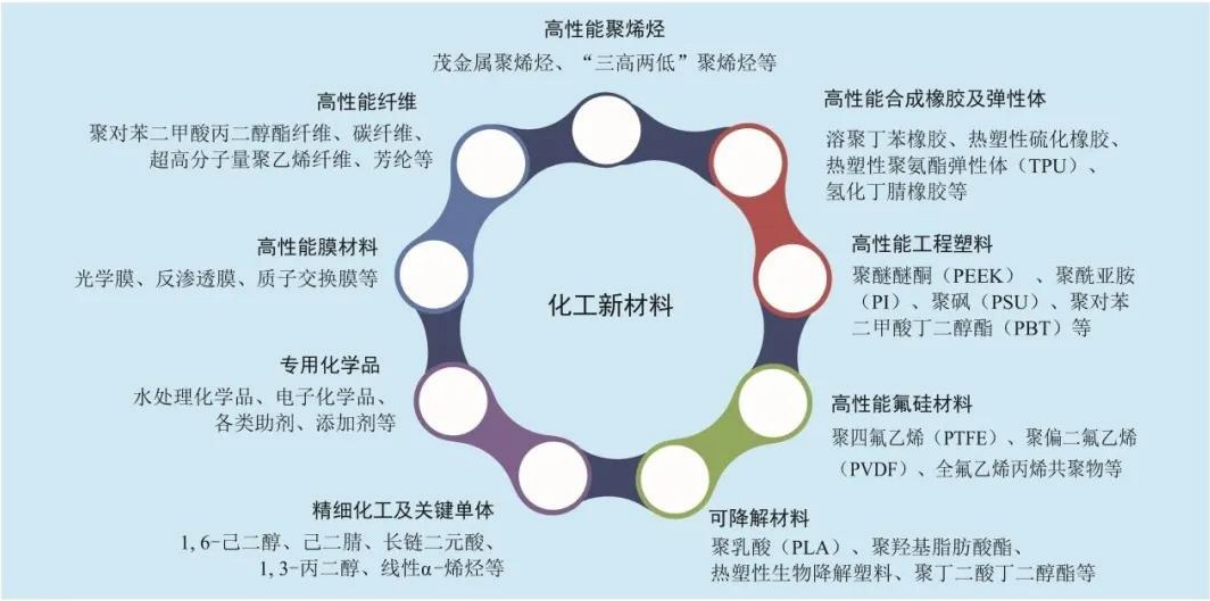 高性能聚烯烃
茂金属聚烯烃、“三高两低”聚烯烃等
高性能合成橡胶及弹性体
溶聚丁苯橡胶、热塑性硫化橡胶、
热塑性聚氨酯弹性体（TPU）、
氢化丁腈橡胶等
高性能工程塑料
聚醚醚酮（PEEK）、聚酰亚胺
（PI）、聚砜（PSU）、聚对苯
二甲酸丁二醇酯（PBT）等
高性能氟硅材料
聚四氟乙烯（PTFE）、聚偏二氟乙烯
（PVDF）、全氟乙烯丙烯共聚物等
可降解材料
聚乳酸（PLA）、聚羟基脂肪酸酯、
热塑性生物降解塑料、聚丁二酸丁二醇酯等
精细化工及关键单体
1, 6-己二醇、己二腈、长链二元酸、
1, 3-丙二醇、线性α-烯烃等
专用化学品
水处理化学品、电子化学品、
各类助剂、添加剂等
高性能膜材料
光学膜、反渗透膜、质子交换膜等
高性能纤维
聚对苯二甲酸丙二醇酯纤维、碳纤维、
超高分子量聚乙烯纤维、芳纶等
化工新材料